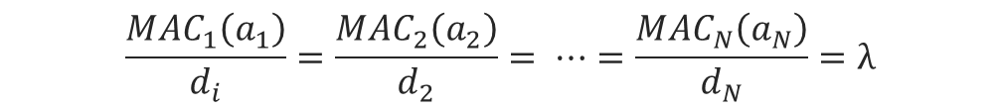 MAC₁(a₁)/dᵢ = MAC₂(a₂)/d₂ = ⋯ = MAC_N(a_N)/d_N = λ